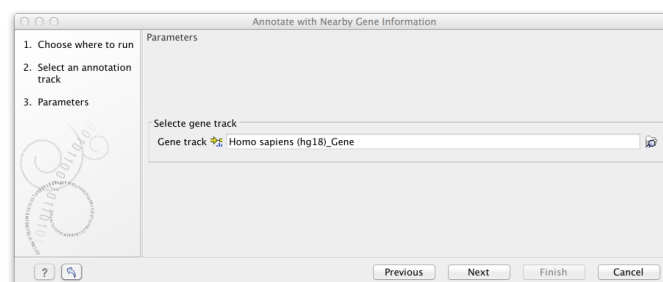 Annotate with Nearby Gene Information
1. Choose where to run
2. Select an annotation
track
3. Parameters
Parameters
Selecte gene track
Gene track Homo sapiens (hg18)_Gene
? Previous Next Finish Cancel